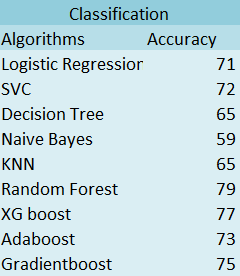 Classification
Algorithms Accuracy
Logistic Regression 71
SVC 72
Decision Tree 65
Naive Bayes 59
KNN 65
Random Forest 79
XG boost 77
Adaboost 73
Gradientboost 75